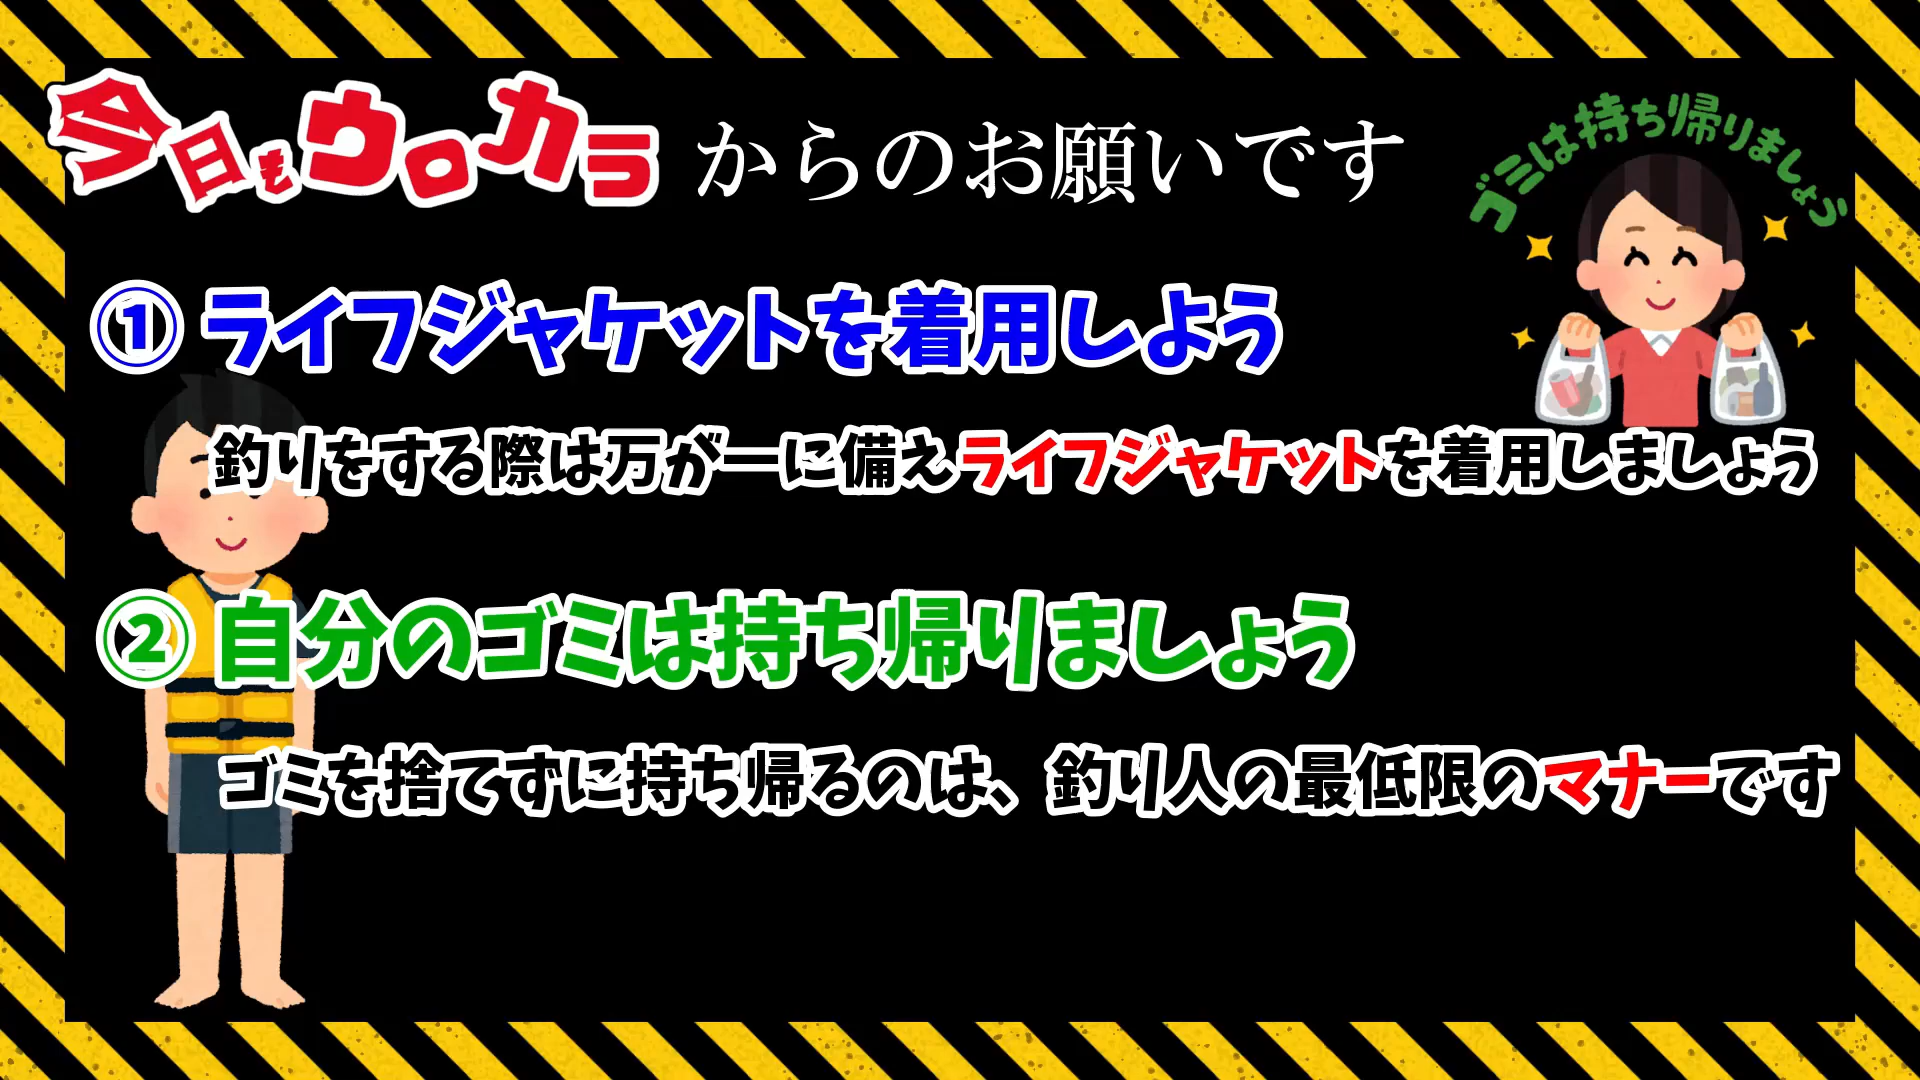 今日もウロカラ からのお願いです
ゴミは持ち帰りましょう
① ライフジャケットを着用しよう
釣りをする際は万が一に備えライフジャケットを着用しましょう
② 自分のゴミは持ち帰りましょう
ゴミを捨てずに持ち帰るのは、釣り人の最低限のマナーです